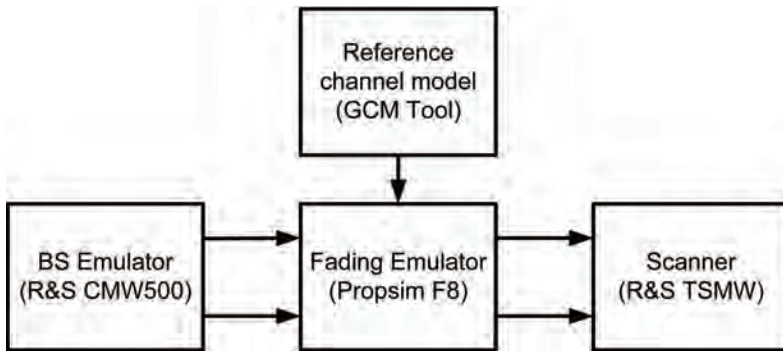 Reference
channel model
(GCM Tool)
BS Emulator
(R&S CMW500)
Fading Emulator
(Propsim F8)
Scanner
(R&S TSMW)